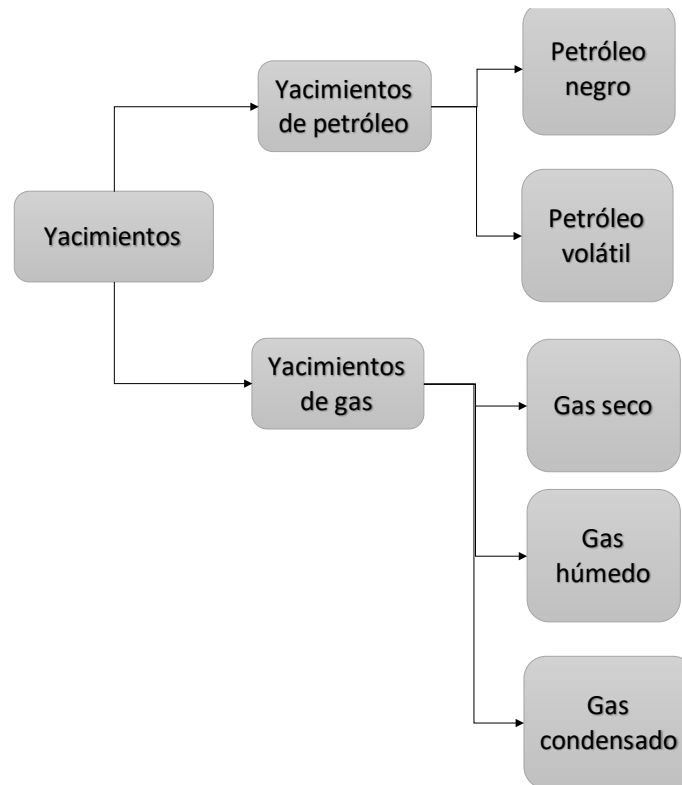 Yacimientos
Yacimientos
de petróleo
Petróleo
negro
Petróleo
volátil
Yacimientos
de gas
Gas seco
Gas
húmedo
Gas
condensado